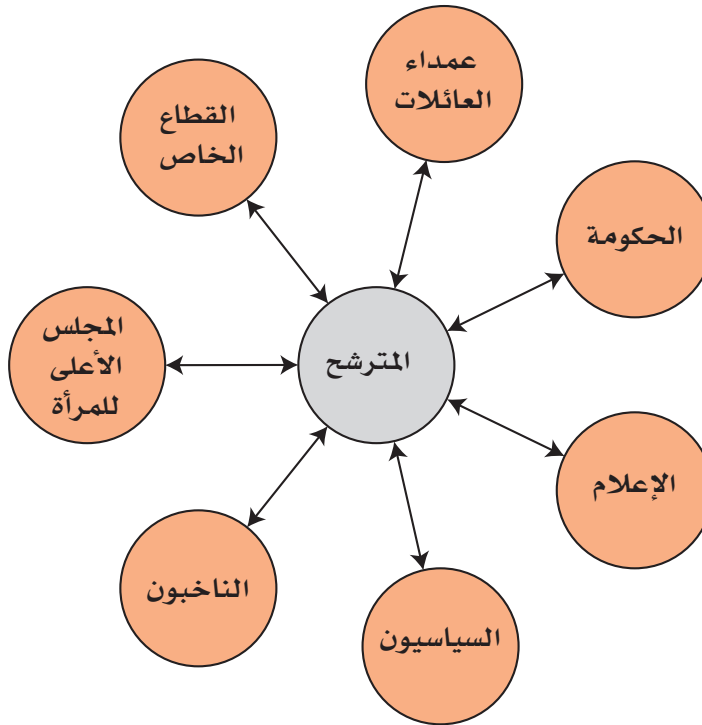 عمداء
العائلات
القطاع
الخاص
الحكومة
المجلس
الأعلى
للمرأة
المترشح
الإعلام
الناخبون
السياسيون